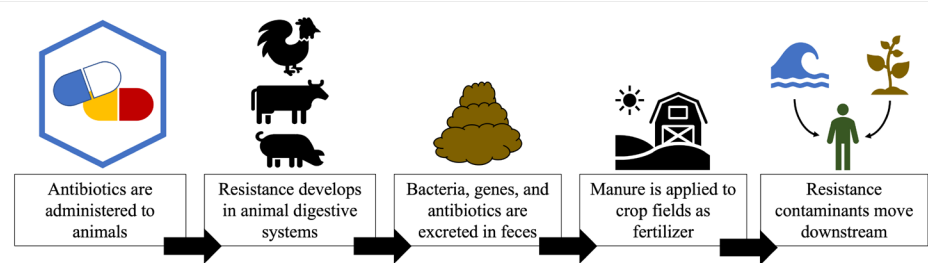 Antibiotics are
administered to
animals
Resistance develops
in animal digestive
systems
Bacteria, genes, and
antibiotics are
excreted in feces
Manure is applied to
crop fields as
fertilizer
Resistance
contaminants move
downstream